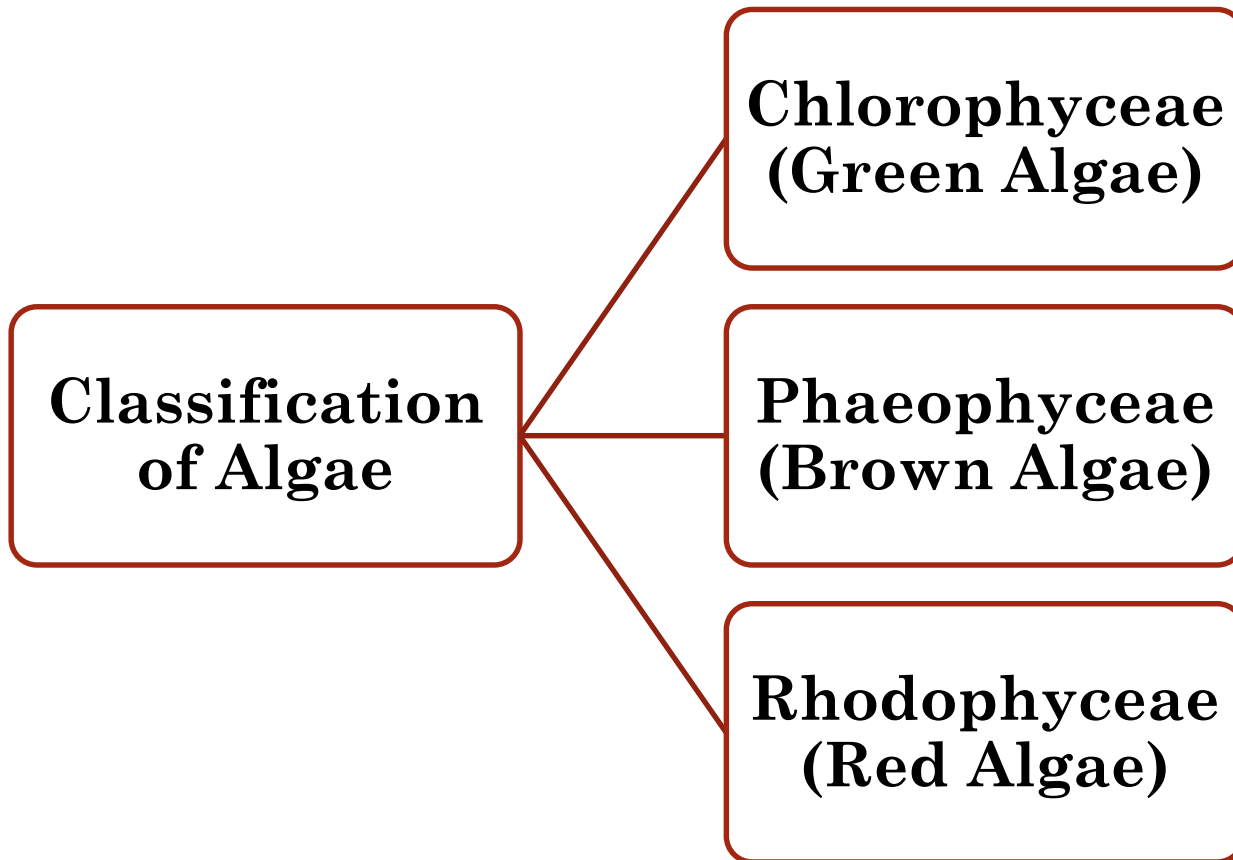 Classification
of Algae
Chlorophyceae
(Green Algae)
Phaeophyceae
(Brown Algae)
Rhodophyceae
(Red Algae)